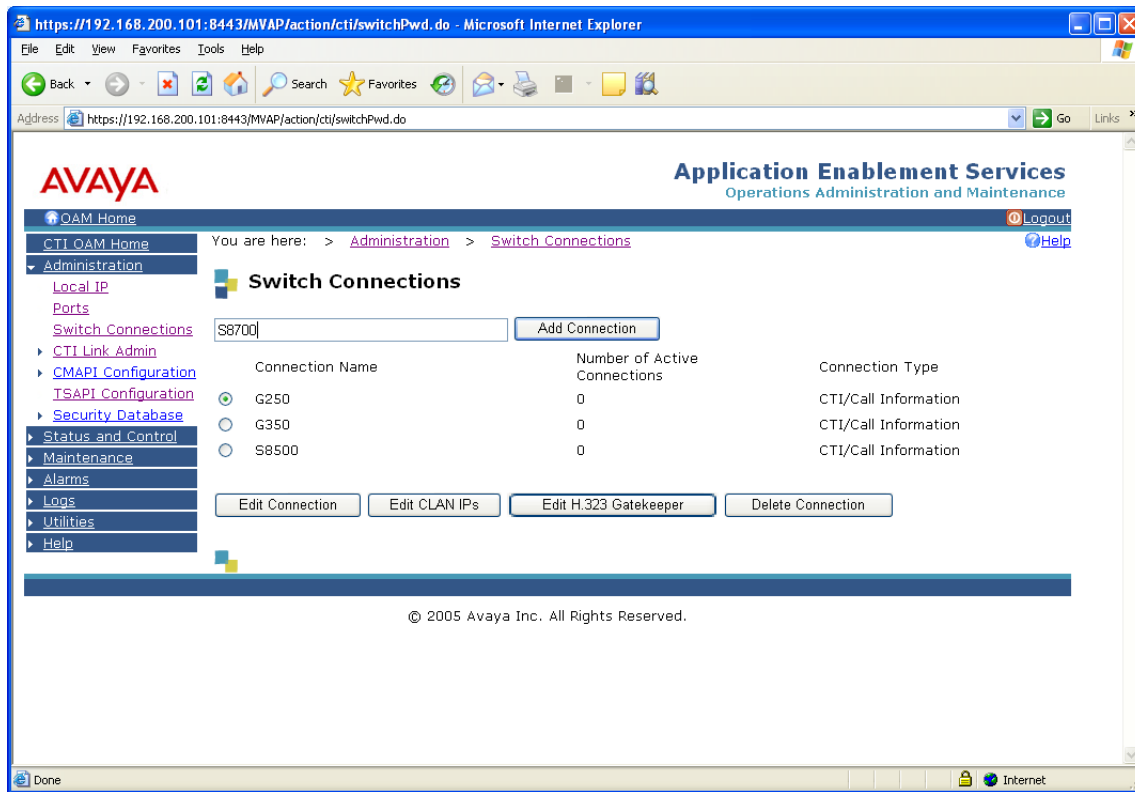 https://192.168.200.101:8443/MVAP/action/cti/switchPwd.do - Microsoft Internet Explorer
File Edit View Favorites Tools Help
Back Search Favorites
Address https://192.168.200.101:8443/MVAP/action/cti/switchPwd.do Go Links »
AVAYA
Application Enablement Services
Operations Administration and Maintenance
OAM Home Logout
CTI OAM Home
Administration
Local IP
Ports
Switch Connections
CTI Link Admin
CMAPI Configuration
TSAPI Configuration
Security Database
Status and Control
Maintenance
Alarms
Logs
Utilities
Help
You are here: > Administration > Switch Connections ?Help
Switch Connections
S8700 Add Connection
Connection Name Number of Active Connections Connection Type
G250 0 CTI/Call Information
G350 0 CTI/Call Information
S8500 0 CTI/Call Information
Edit Connection Edit CLAN IPs Edit H.323 Gatekeeper Delete Connection
© 2005 Avaya Inc. All Rights Reserved.
Done Internet